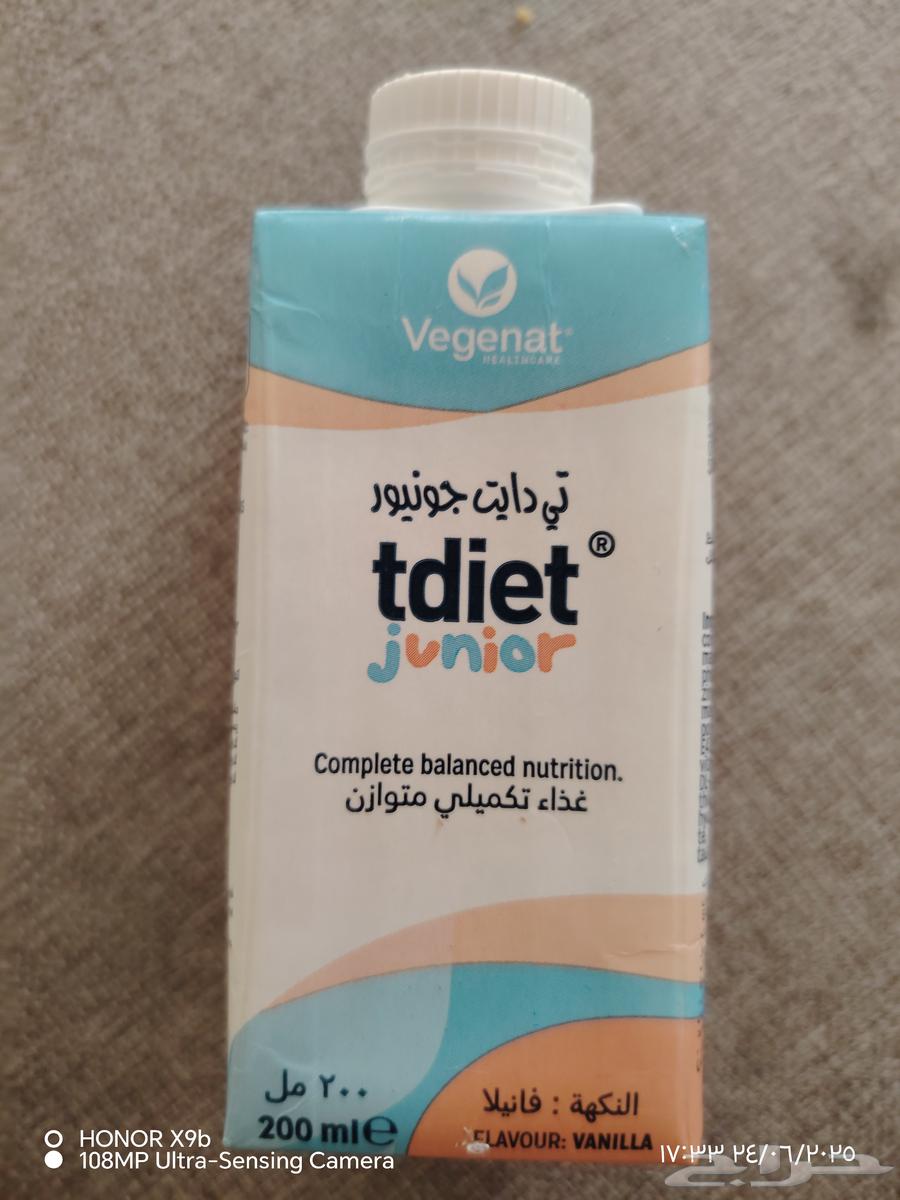 Vegenat®
HEALTHCARE
تي دايت جونيور
tdiet®
junior
Complete balanced nutrition.
غذاء تكميلي متوازن
٢٠٠ مل
200 ml e
النكهة : فانيلا
FLAVOUR: VANILLA
HONOR X9b
108MP Ultra-Sensing Camera
١٧:٣٣ ٢٤/٠٦/٢٠٢٥
حراج